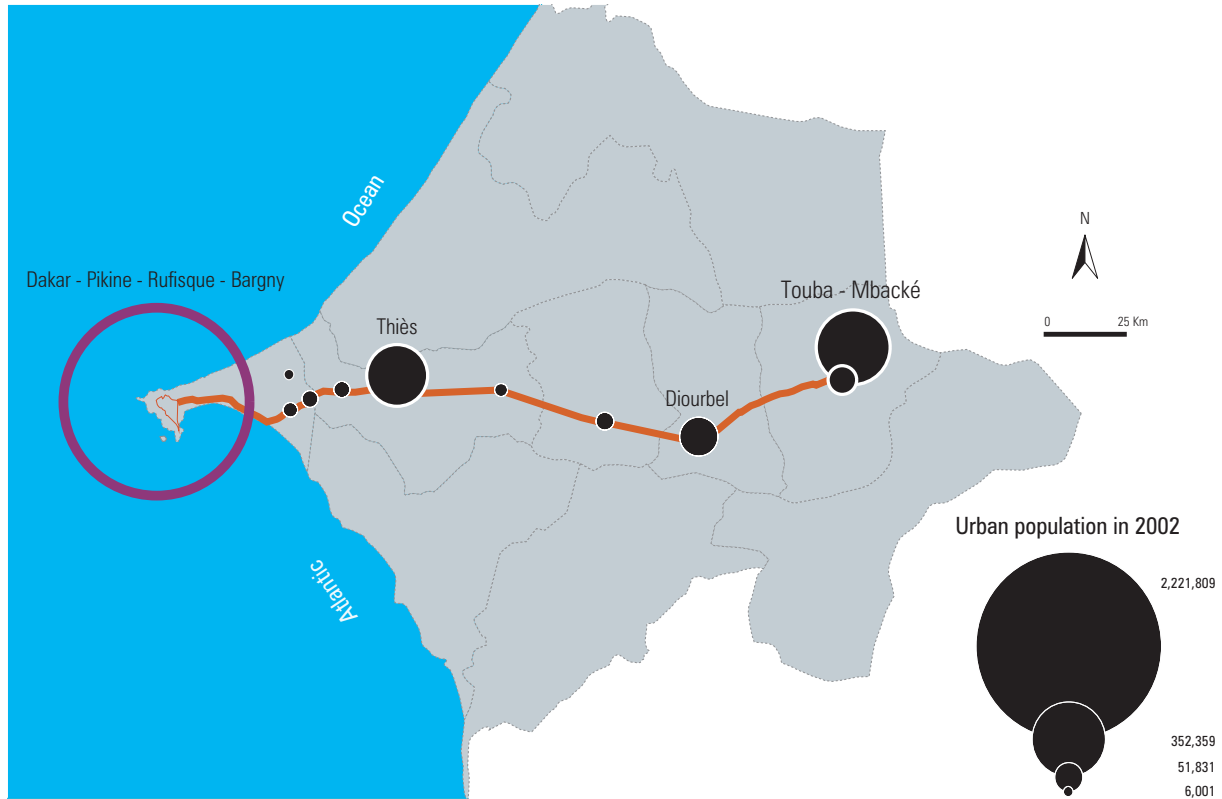 Ocean
N
Dakar - Pikine - Rufisque - Bargny
Touba - Mbacké
0 25 Km
Thiès
Diourbel
Urban population in 2002
Atlantic
2,221,809
352,359
51,831
6,001